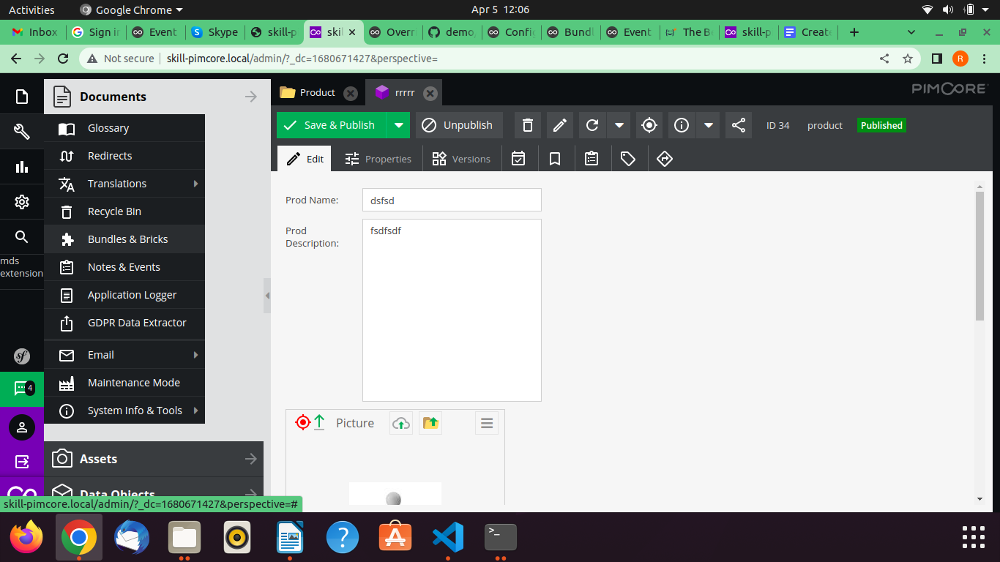 Activities
Google Chrome
Apr 5 12:06
Inbox
Sign in
Event
Skype
skill-p
skil
Overr
demo
Config
Bundl
Event
The Be
skill-p
Create
Not secure
skill-pimcore.local/admin/?_dc=1680671427&perspective=
R
Documents
Glossary
Redirects
Translations
Recycle Bin
Bundles & Bricks
Notes & Events
Application Logger
GDPR Data Extractor
Email
Maintenance Mode
System Info & Tools
mds
extension
sf
4
Assets
Data Objects
skill-pimcore.local/admin/?_dc=1680671427&perspective=#
Product
rrrrr
PIMCORE
Save & Publish
Unpublish
ID 34
product
Published
Edit
Properties
Versions
Prod Name:
dsfsd
Prod
Description:
fsdfsdf
Picture